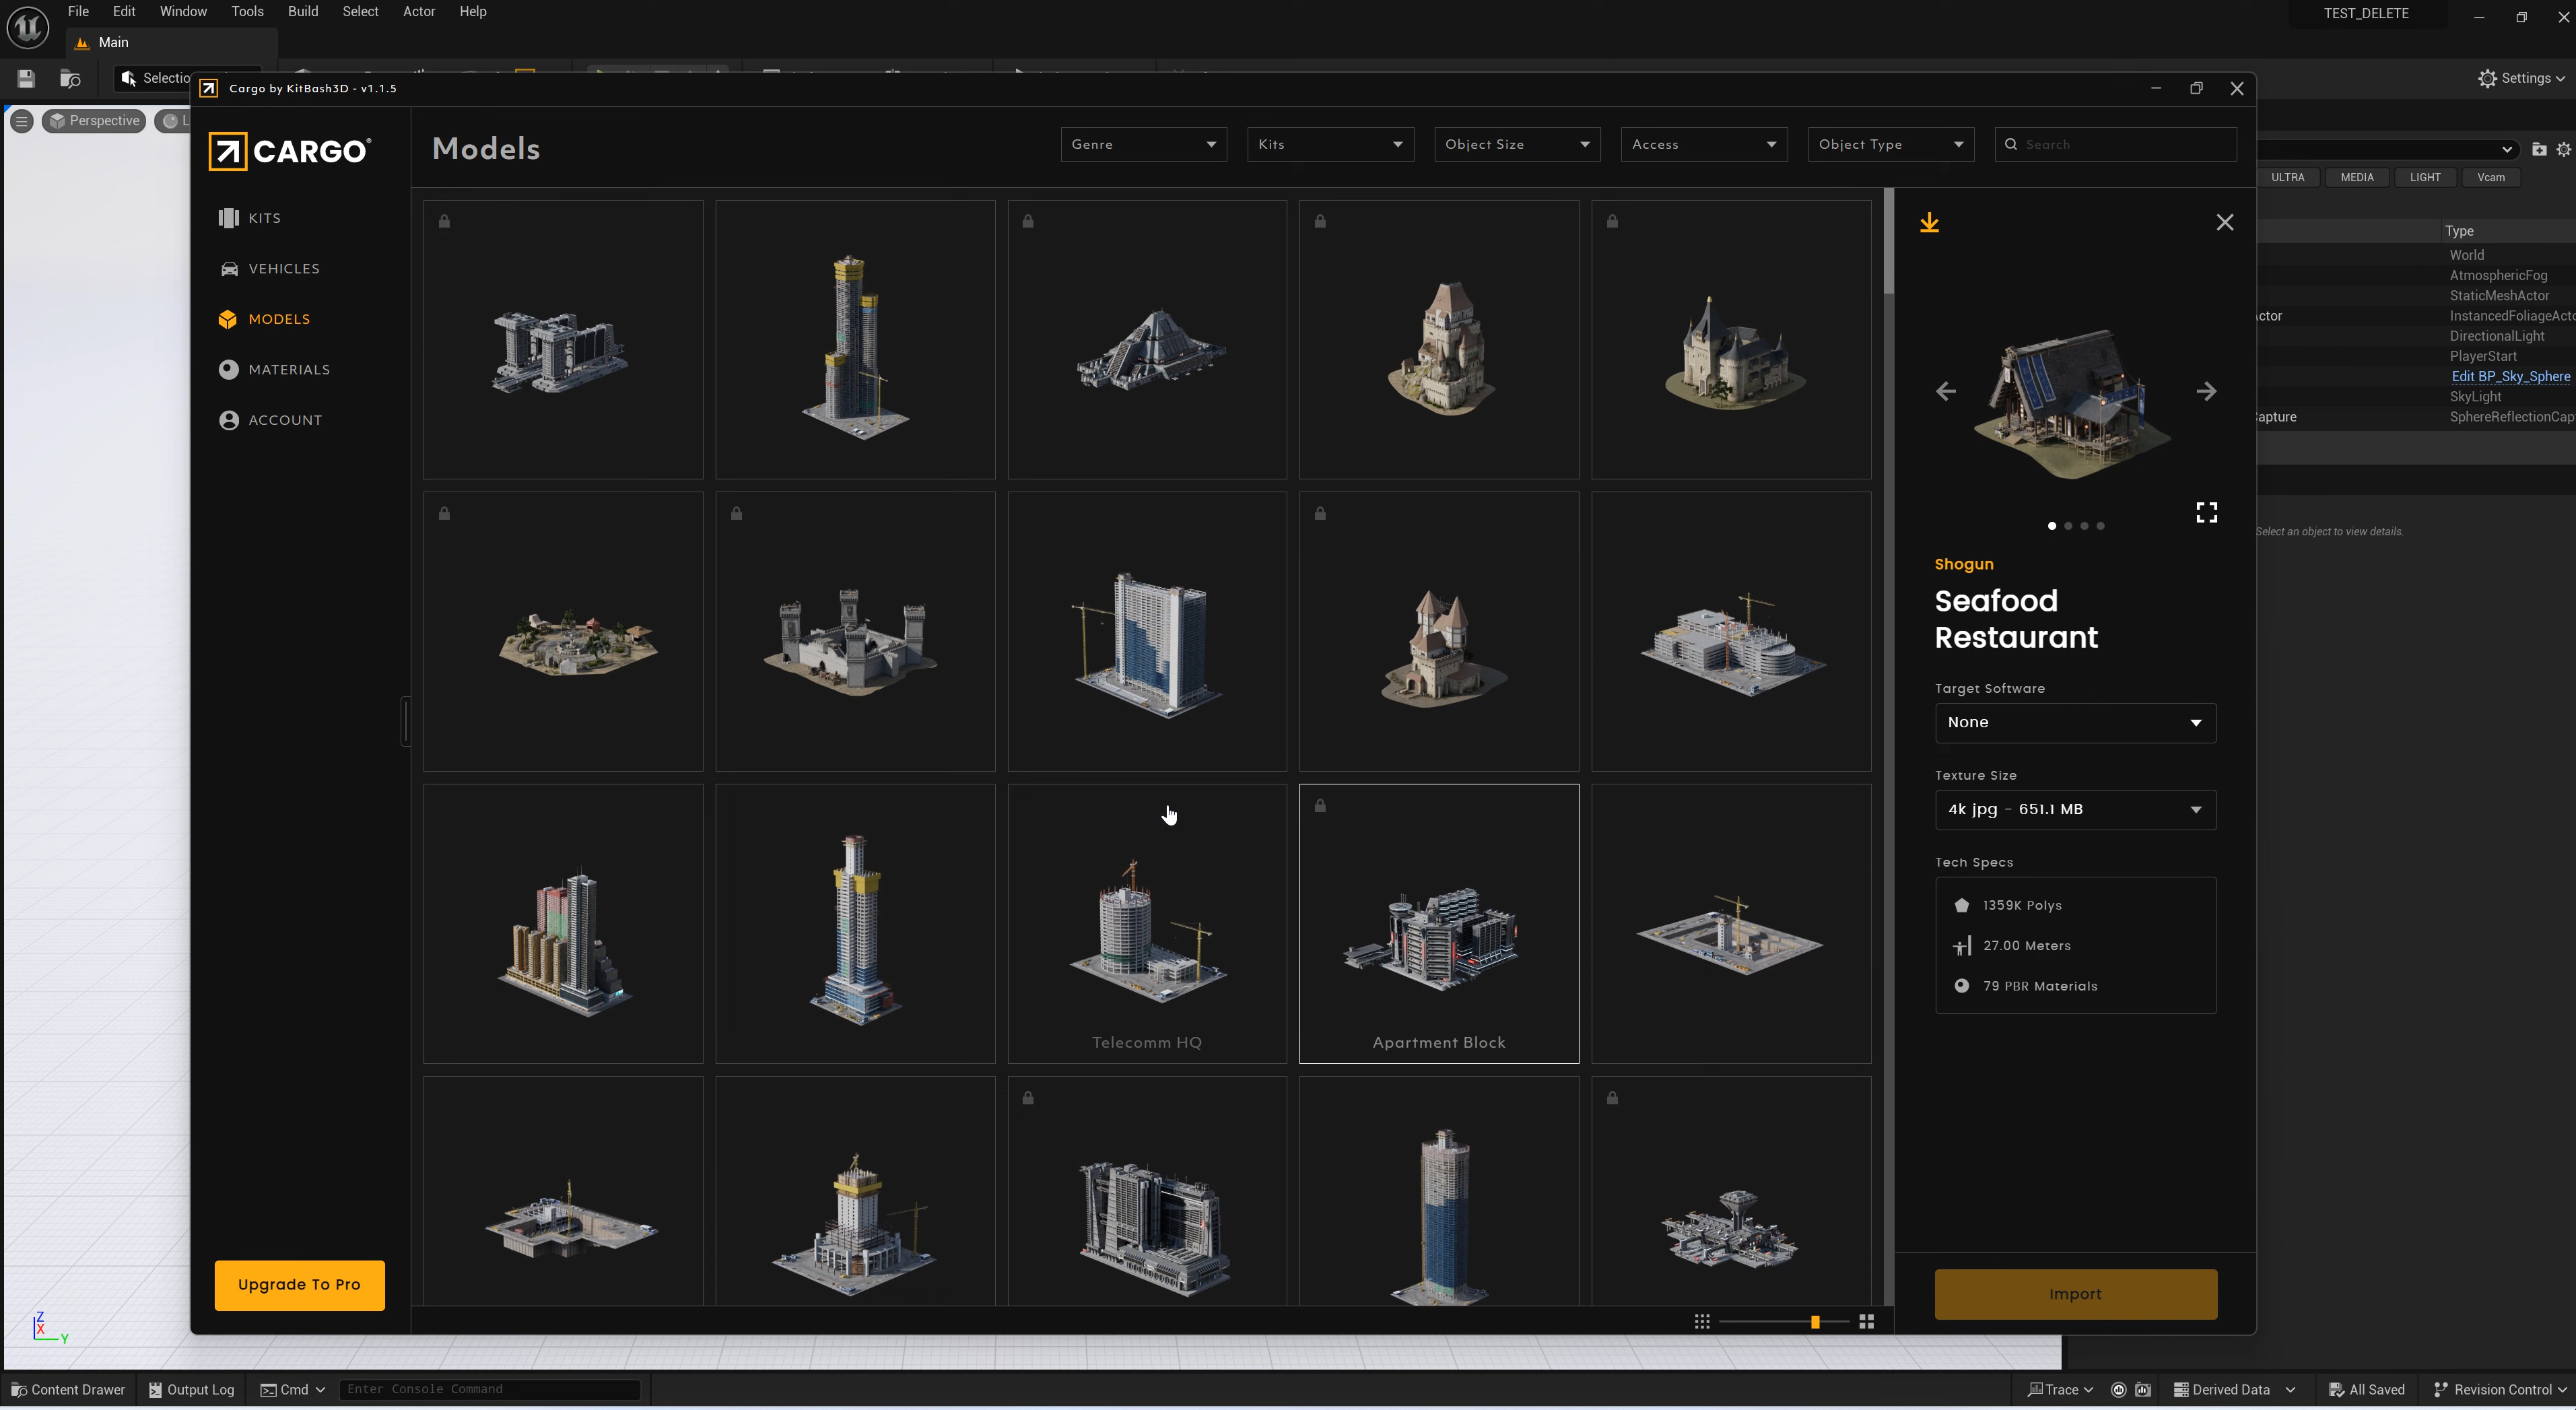 File Edit Window Tools Build Select Actor Help
TEST_DELETE
Main
Selectio
Settings
Cargo by KitBash3D - v1.1.5
Perspective
L
CARGO
Models
Genre
Kits
Object Size
Access
Object Type
Search
KITS
VEHICLES
MODELS
MATERIALS
ACCOUNT
Telecomm HQ
Apartment Block
Upgrade To Pro
Shogun
Seafood
Restaurant
Target Software
None
Texture Size
4k jpg - 651.1 MB
Tech Specs
1359K Polys
27.00 Meters
79 PBR Materials
Import
ULTRA
MEDIA
LIGHT
Vcam
Type
World
AtmosphericFog
StaticMeshActor
ctor
InstancedFoliageActo
DirectionalLight
PlayerStart
Edit BP_Sky_Sphere
SkyLight
apture
SphereReflectionCap
Select an object to view details.
Z
X
Y
Content Drawer
Output Log
Cmd
Enter Console Command
Trace
Derived Data
All Saved
Revision Control